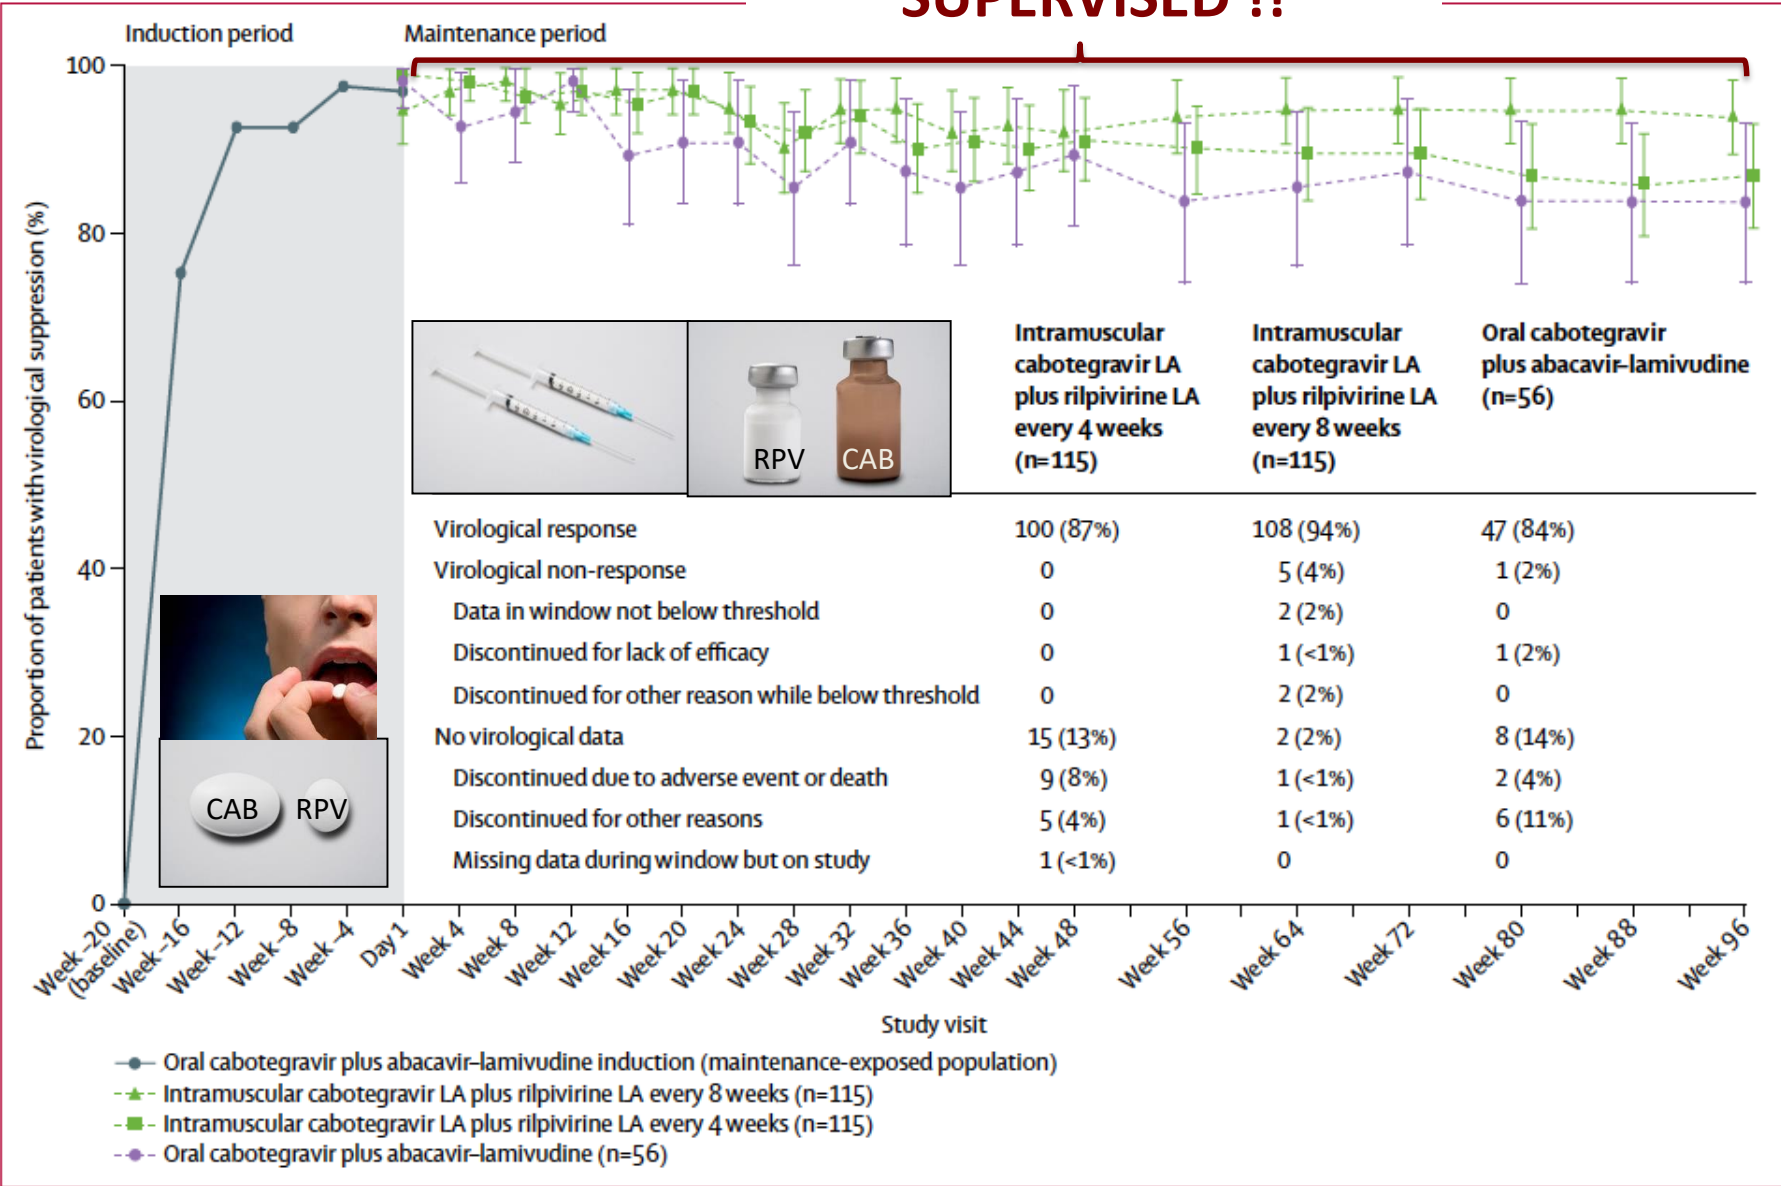 SUPERVISED !!
Induction period
Maintenance period
100
80
60
40
20
0
Proportion of patients with virological suppression (%)
RPV
CAB
CAB
RPV
Intramuscular
cabotegravir LA
plus rilpivirine LA
every 4 weeks
(n=115)
Intramuscular
cabotegravir LA
plus rilpivirine LA
every 8 weeks
(n=115)
Oral cabotegravir
plus abacavir–lamivudine
(n=56)
Virological response 100 (87%) 108 (94%) 47 (84%)
Virological non-response 0 5 (4%) 1 (2%)
Data in window not below threshold 0 2 (2%) 0
Discontinued for lack of efficacy 0 1 (<1%) 1 (2%)
Discontinued for other reason while below threshold 0 2 (2%) 0
No virological data 15 (13%) 2 (2%) 8 (14%)
Discontinued due to adverse event or death 9 (8%) 1 (<1%) 2 (4%)
Discontinued for other reasons 5 (4%) 1 (<1%) 6 (11%)
Missing data during window but on study 1 (<1%) 0 0
Week –20
(baseline)
Week –16
Week –12
Week –8
Week –4
Day 1
Week 4
Week 8
Week 12
Week 16
Week 20
Week 24
Week 28
Week 32
Week 36
Week 40
Week 44
Week 48
Week 56
Week 64
Week 72
Week 80
Week 88
Week 96
Study visit
Oral cabotegravir plus abacavir–lamivudine induction (maintenance-exposed population)
Intramuscular cabotegravir LA plus rilpivirine LA every 8 weeks (n=115)
Intramuscular cabotegravir LA plus rilpivirine LA every 4 weeks (n=115)
Oral cabotegravir plus abacavir–lamivudine (n=56)